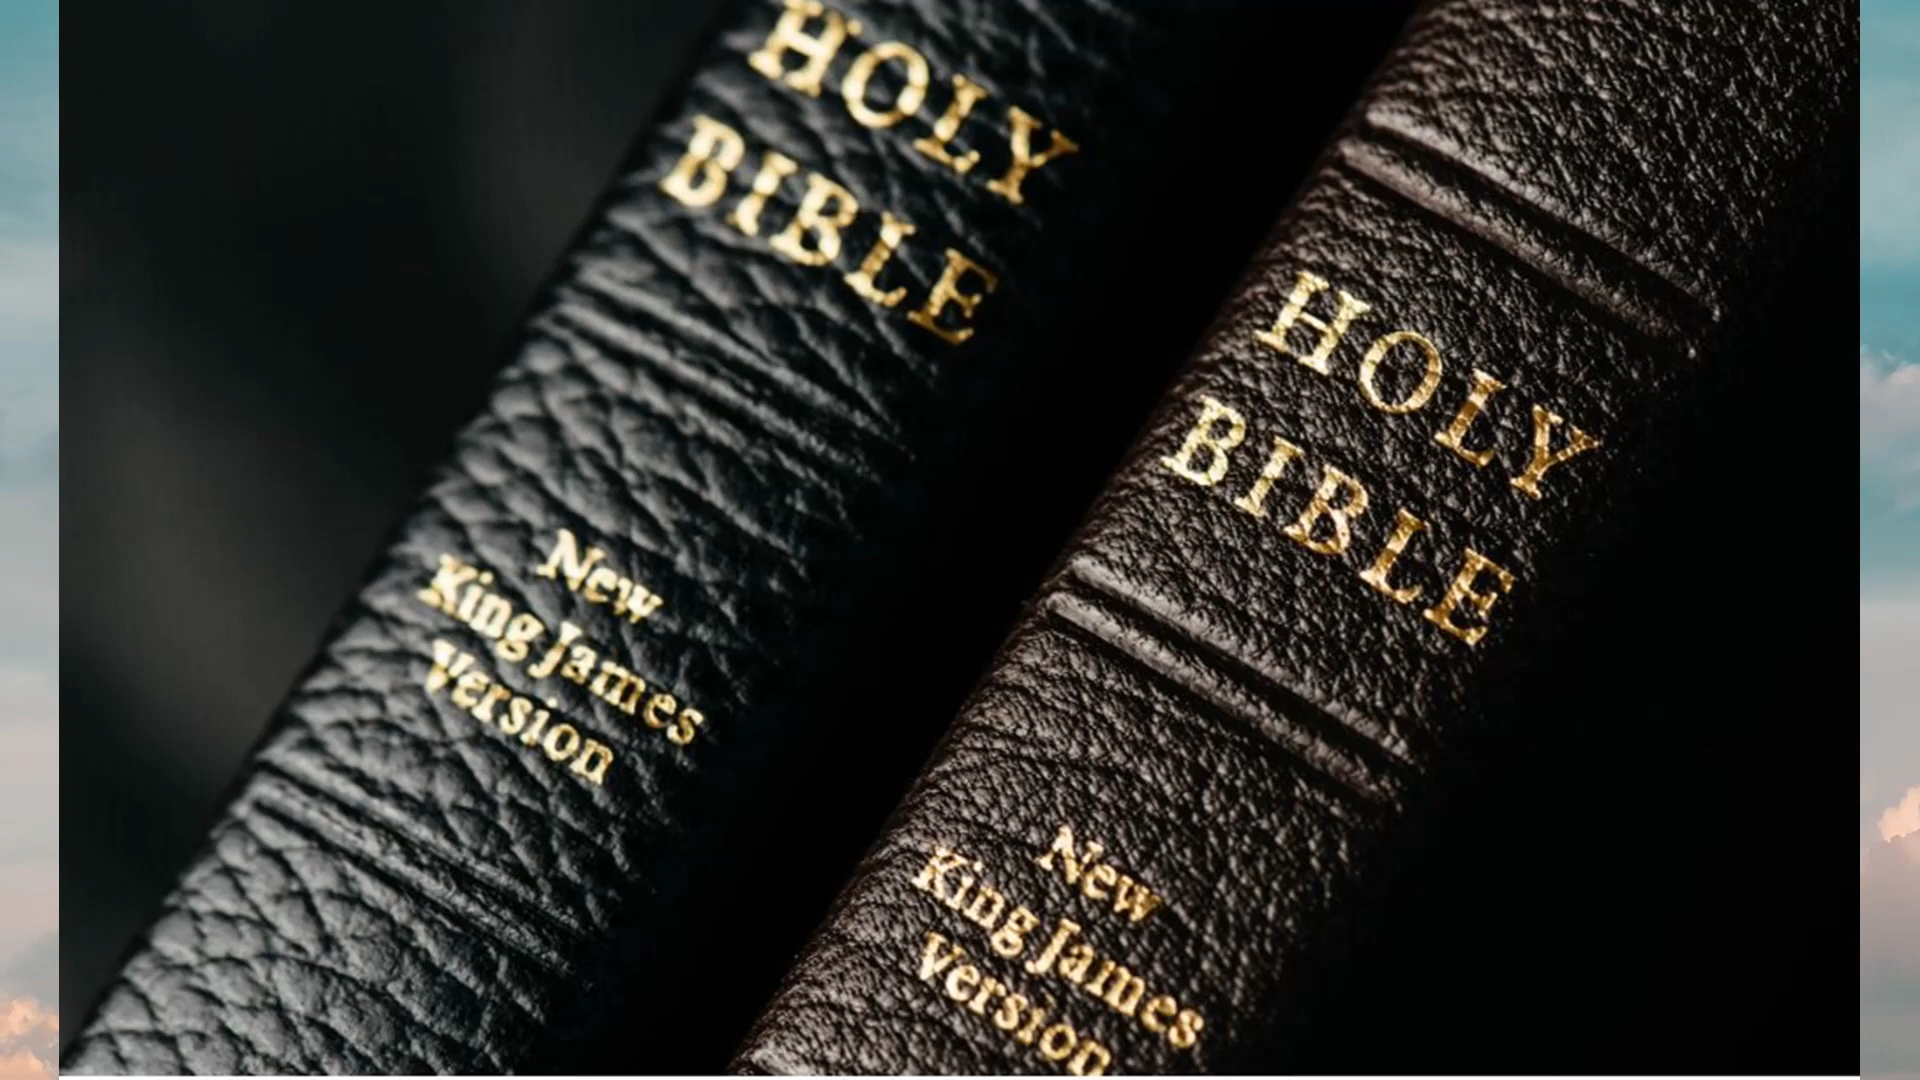 HOLY
BIBLE
New
King James
Version
HOLY
BIBLE
New
King James
Version